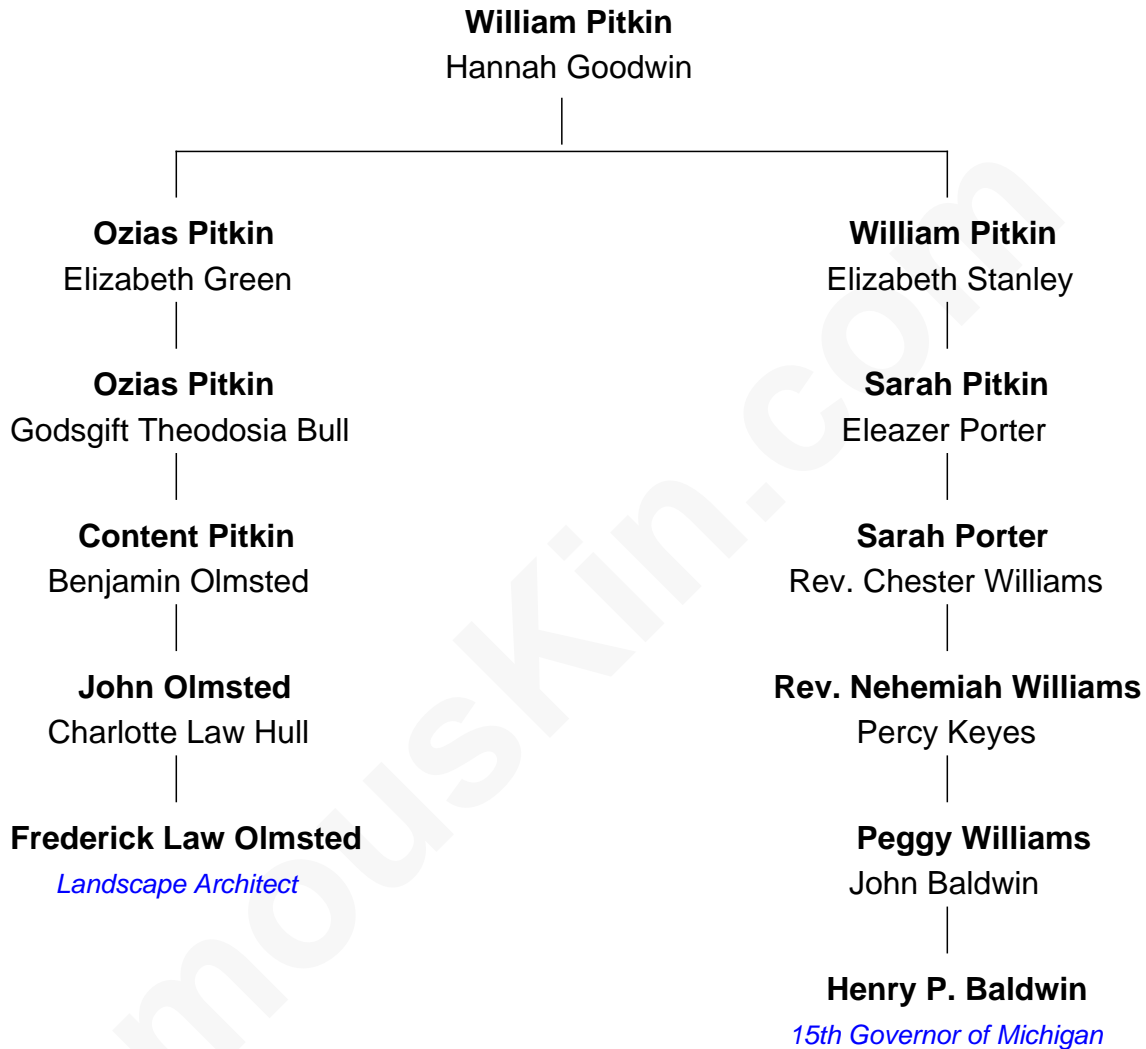 William Pitkin
Hannah Goodwin
Ozias Pitkin
Elizabeth Green
Ozias Pitkin
Godsgift Theodosia Bull
Content Pitkin
Benjamin Olmsted
John Olmsted
Charlotte Law Hull
Frederick Law Olmsted
Landscape Architect
William Pitkin
Elizabeth Stanley
Sarah Pitkin
Eleazer Porter
Sarah Porter
Rev. Chester Williams
Rev. Nehemiah Williams
Percy Keyes
Peggy Williams
John Baldwin
Henry P. Baldwin
15th Governor of Michigan
mousKin.com